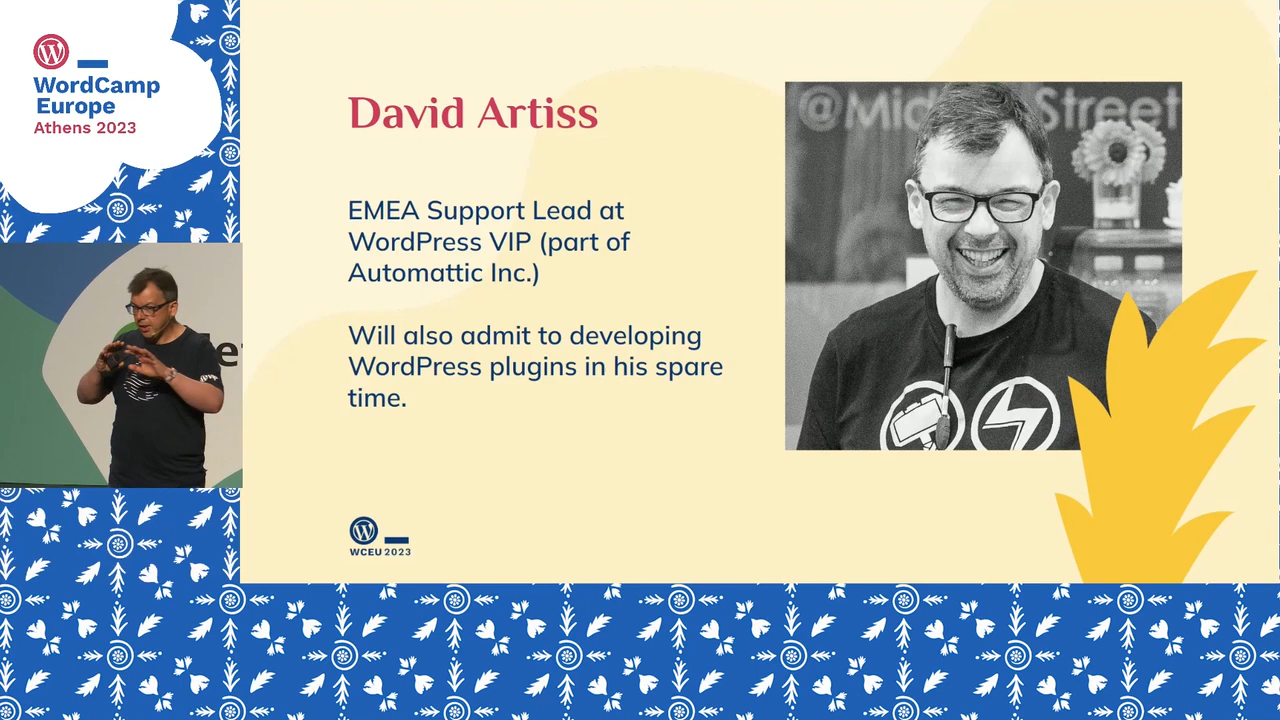 WordCamp
Europe
Athens 2023
David Artiss
EMEA Support Lead at
WordPress VIP (part of
Automattic Inc.)
Will also admit to developing
WordPress plugins in his spare
time.
Street
WCEU 2023